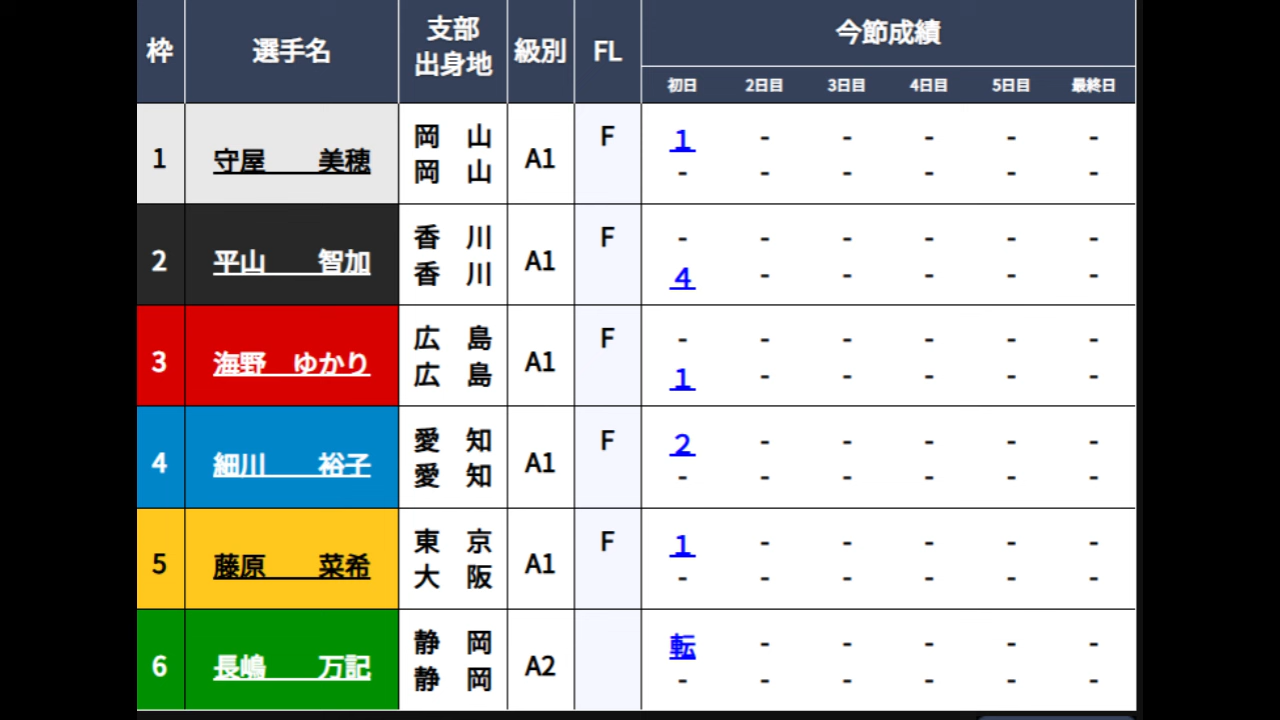 枠 選手名 支部 出身地 級別 FL 今節成績
初日 2日目 3日目 4日目 5日目 最終日
1 守屋 美穂 岡 山 A1 F 1 - - - - -
岡 山 - - - - - -
2 平山 智加 香 川 A1 F - - - - - -
香 川 4 - - - - -
3 海野 ゆかり 広 島 A1 F - - - - - -
広 島 1 - - - - -
4 細川 裕子 愛 知 A1 F 2 - - - - -
愛 知 - - - - - -
5 藤原 菜希 東 京 A1 F 1 - - - - -
大 阪 - - - - - -
6 長嶋 万記 静 岡 A2 転 - - - - -
静 岡 - - - - - -